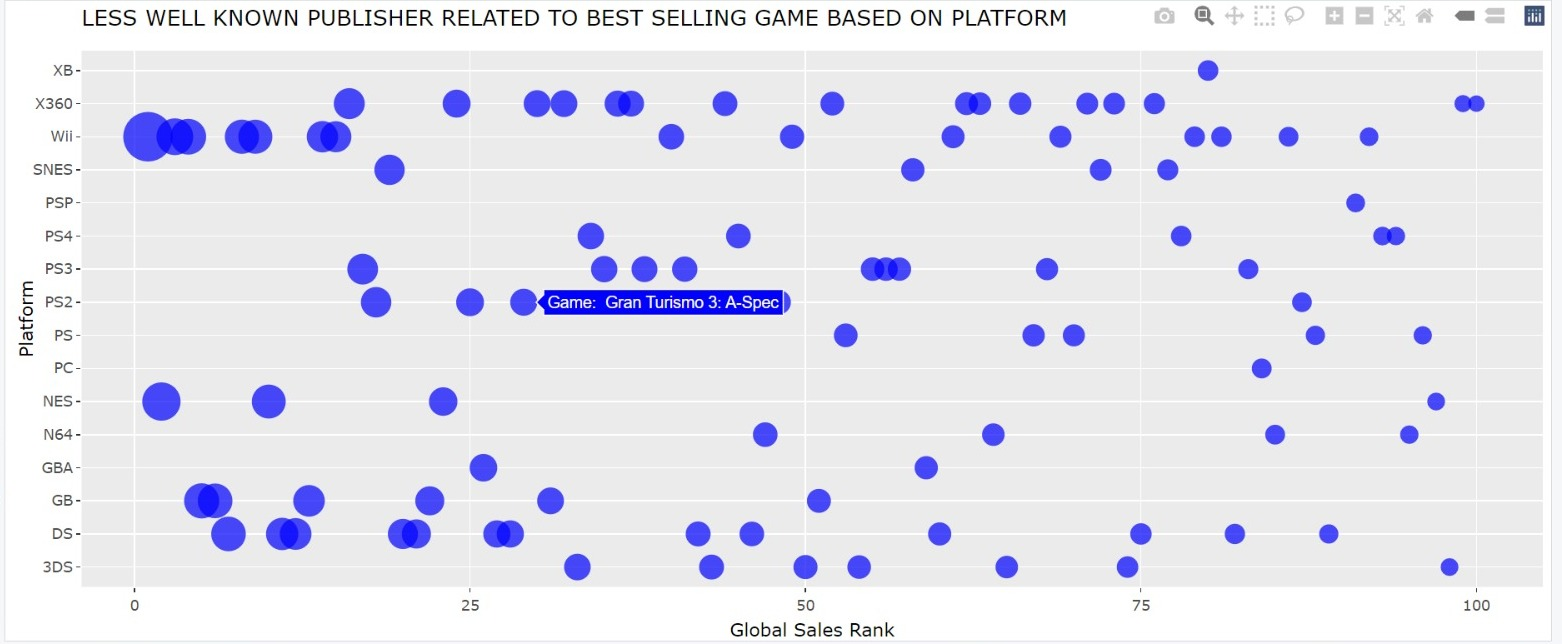 LESS WELL KNOWN PUBLISHER RELATED TO BEST SELLING GAME BASED ON PLATFORM
XB
X360
Wii
SNES
PSP
PS4
PS3
PS2
Game: Gran Turismo 3: A-Spec
PS
PC
NES
N64
GBA
GB
DS
3DS
Platform
0 25 50 75 100
Global Sales Rank